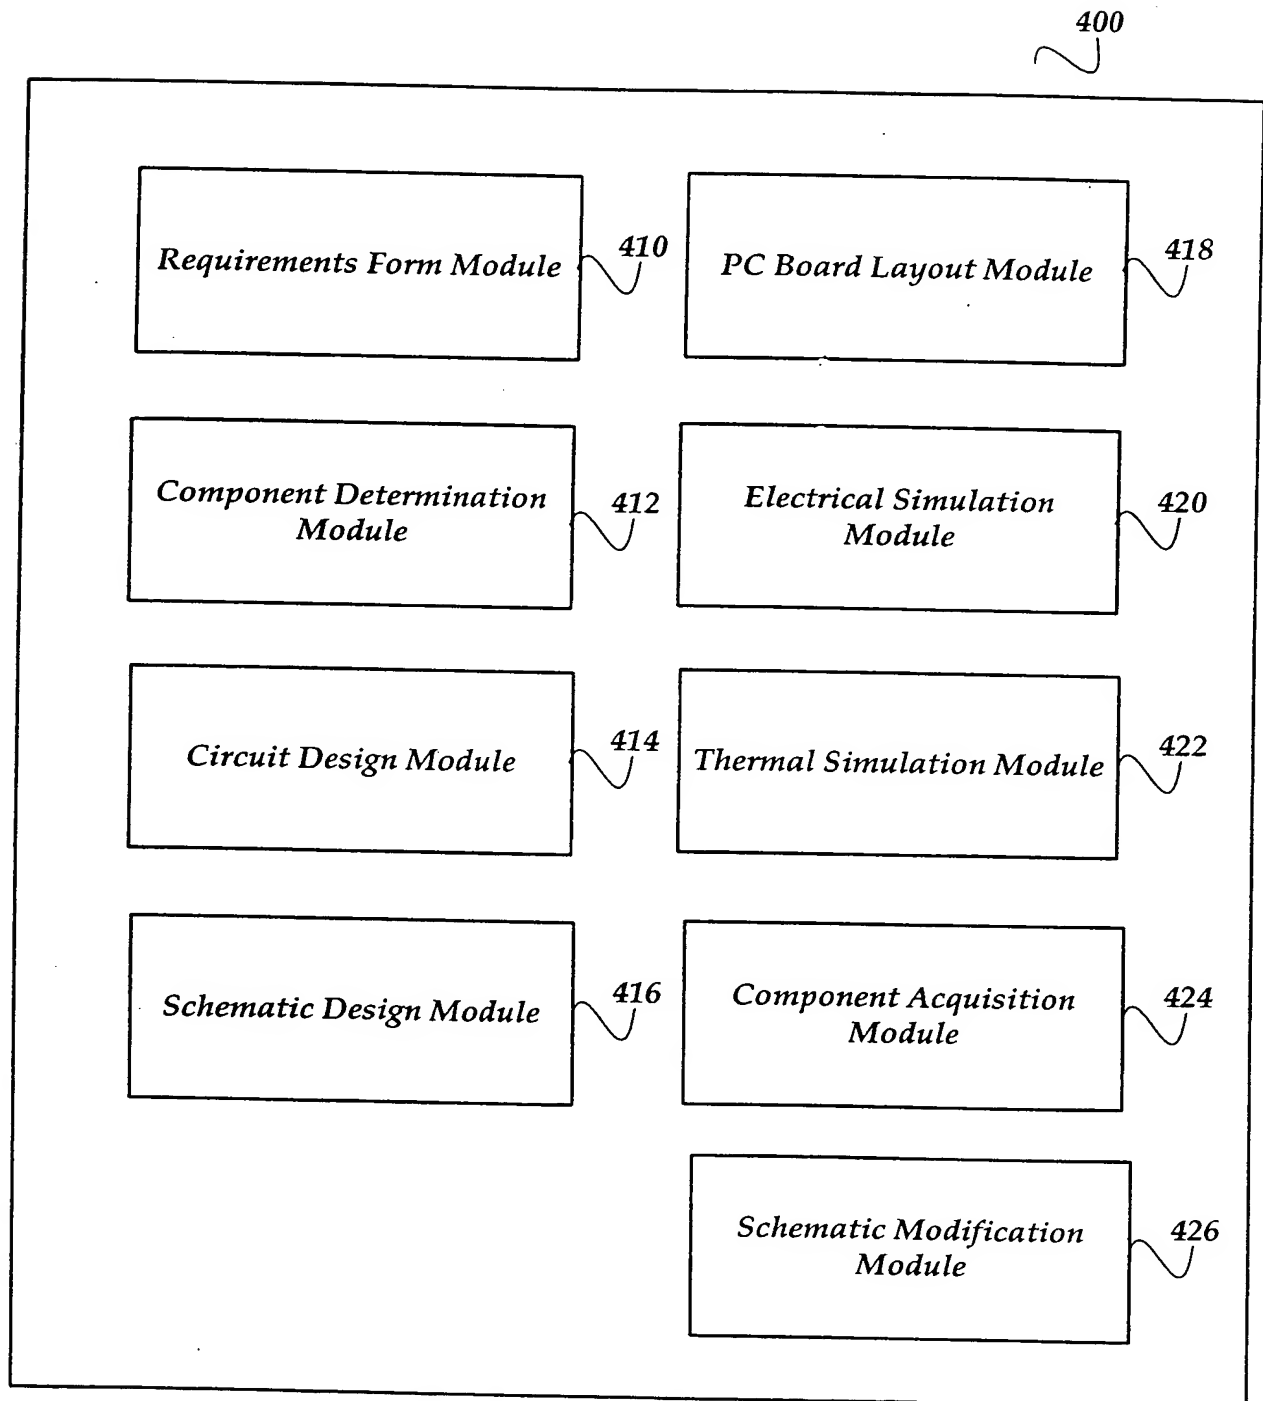 400
Requirements Form Module
410
PC Board Layout Module
418
Component Determination
Module
412
Electrical Simulation
Module
420
Circuit Design Module
414
Thermal Simulation Module
422
Schematic Design Module
416
Component Acquisition
Module
424
Schematic Modification
Module
426